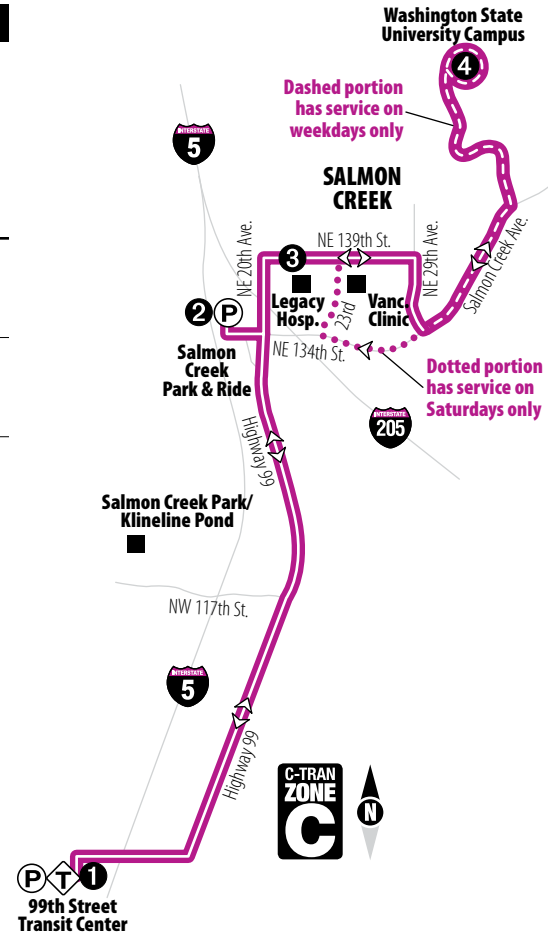 Washington State
University Campus
4
Dashed portion
has service on
weekdays only
INTERSTATE
5
SALMON
CREEK
NE 20th Ave.
3
NE 139th St.
NE 29th Ave.
Salmon Creek Ave.
Legacy
Hosp.
23rd
Vanc.
Clinic
2 P
NE 134th St.
Salmon
Creek
Park & Ride
Dotted portion
has service on
Saturdays only
INTERSTATE
205
Highway 99
Salmon Creek Park/
Klineline Pond
NW 117th St.
INTERSTATE
5
Highway 99
C-TRAN
ZONE
C
N
P T 1
99th Street
Transit Center